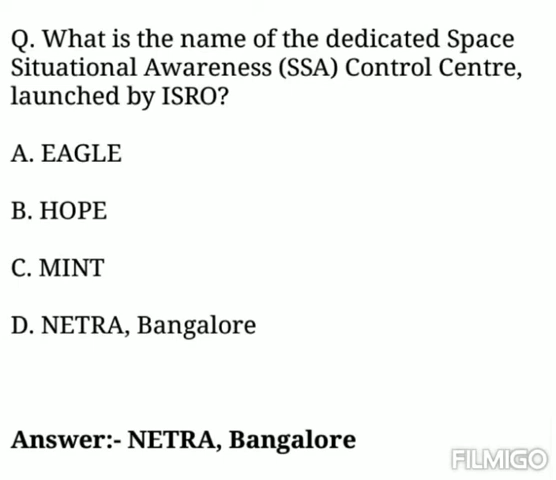 Q. What is the name of the dedicated Space
Situational Awareness (SSA) Control Centre,
launched by ISRO?
A. EAGLE
B. HOPE
C. MINT
D. NETRA, Bangalore
Answer:- NETRA, Bangalore
FILMIGO